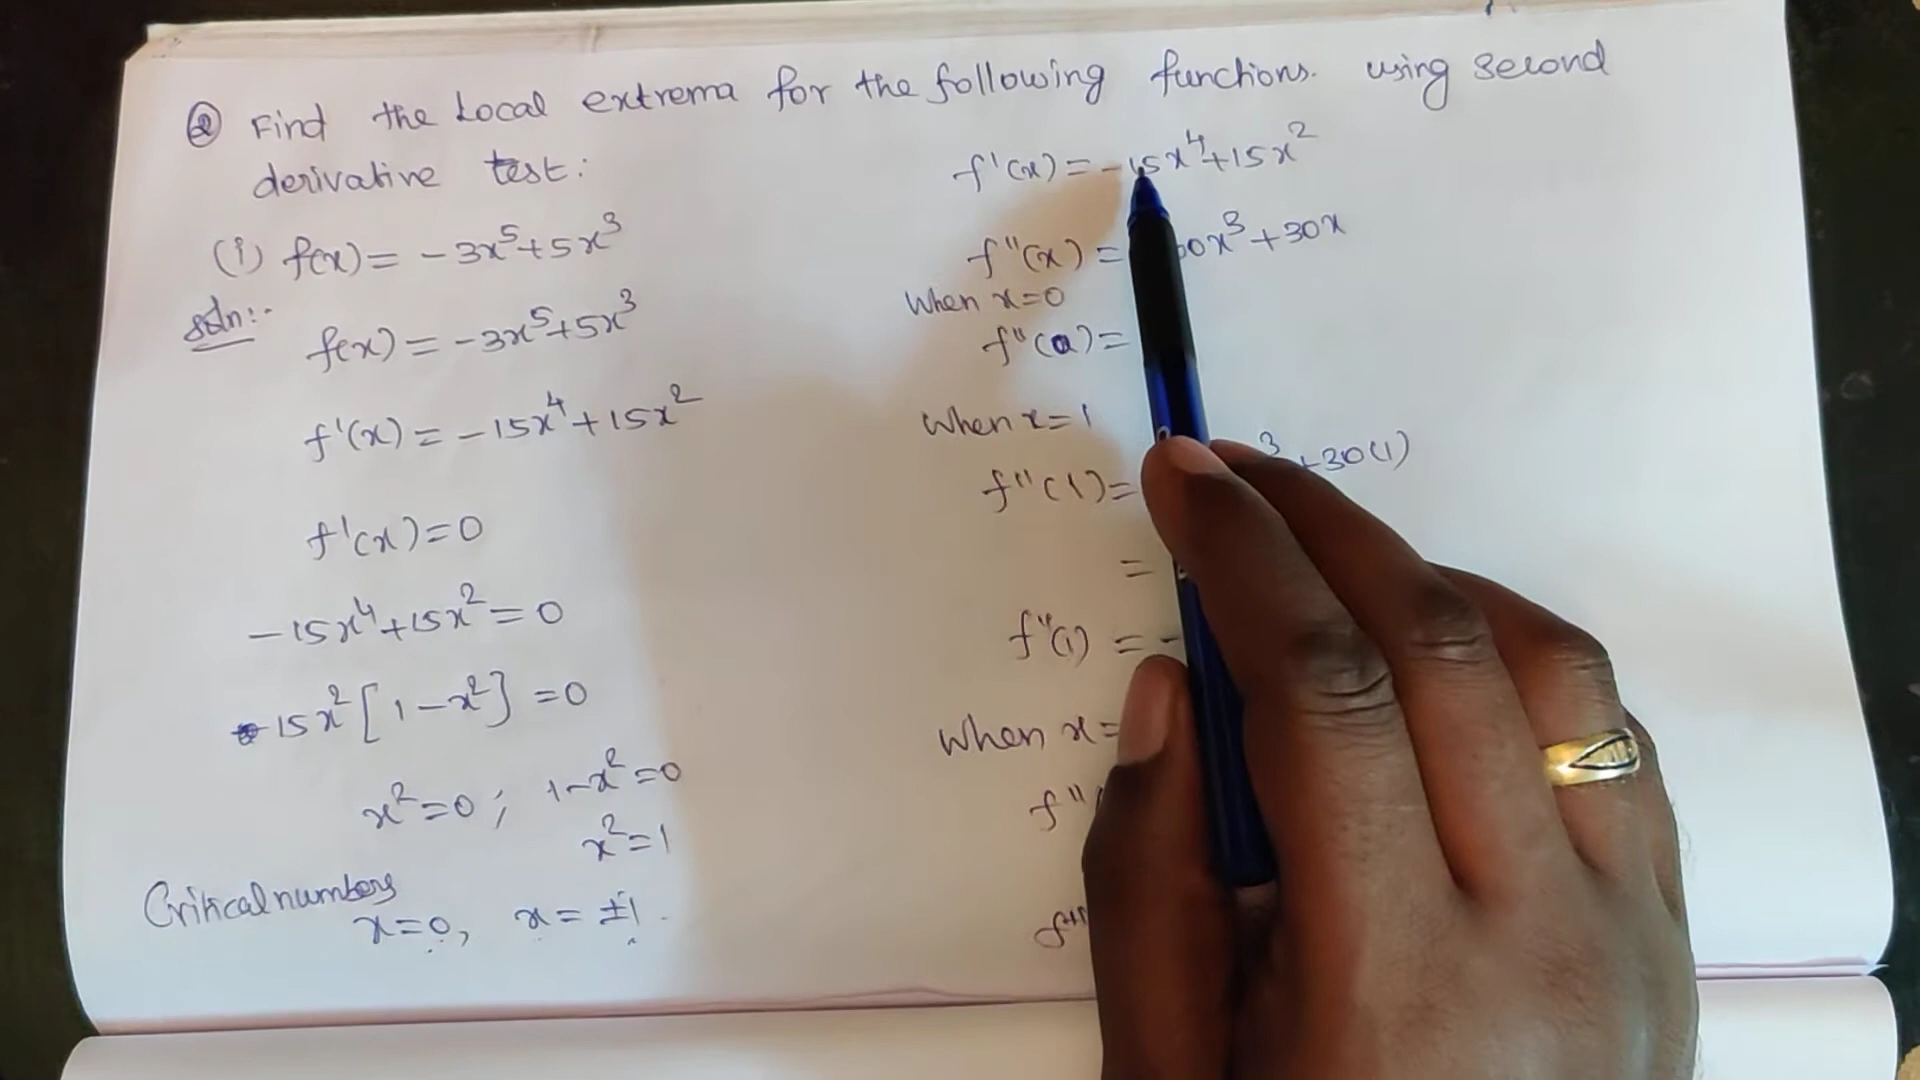 ② Find the Local extrema for the following functions. using second
derivative test:
(i) f(x) = -3x⁵+5x³
soln:-
f(x) = -3x⁵+5x³
f'(x) = -15x⁴+15x²
f'(x)=0
-15x⁴+15x²=0
15x²[1-x²]=0
x²=0; 1-x²=0
x²=1
Critical numbers
x=0, x=±1.
f'(x)=-15x⁴+15x²
f''(x)= 0x³+30x
When x=0
f''(0)=
When x=1
f''(1)= ³+30(1)
=
f''(1) = -
When x=
f''